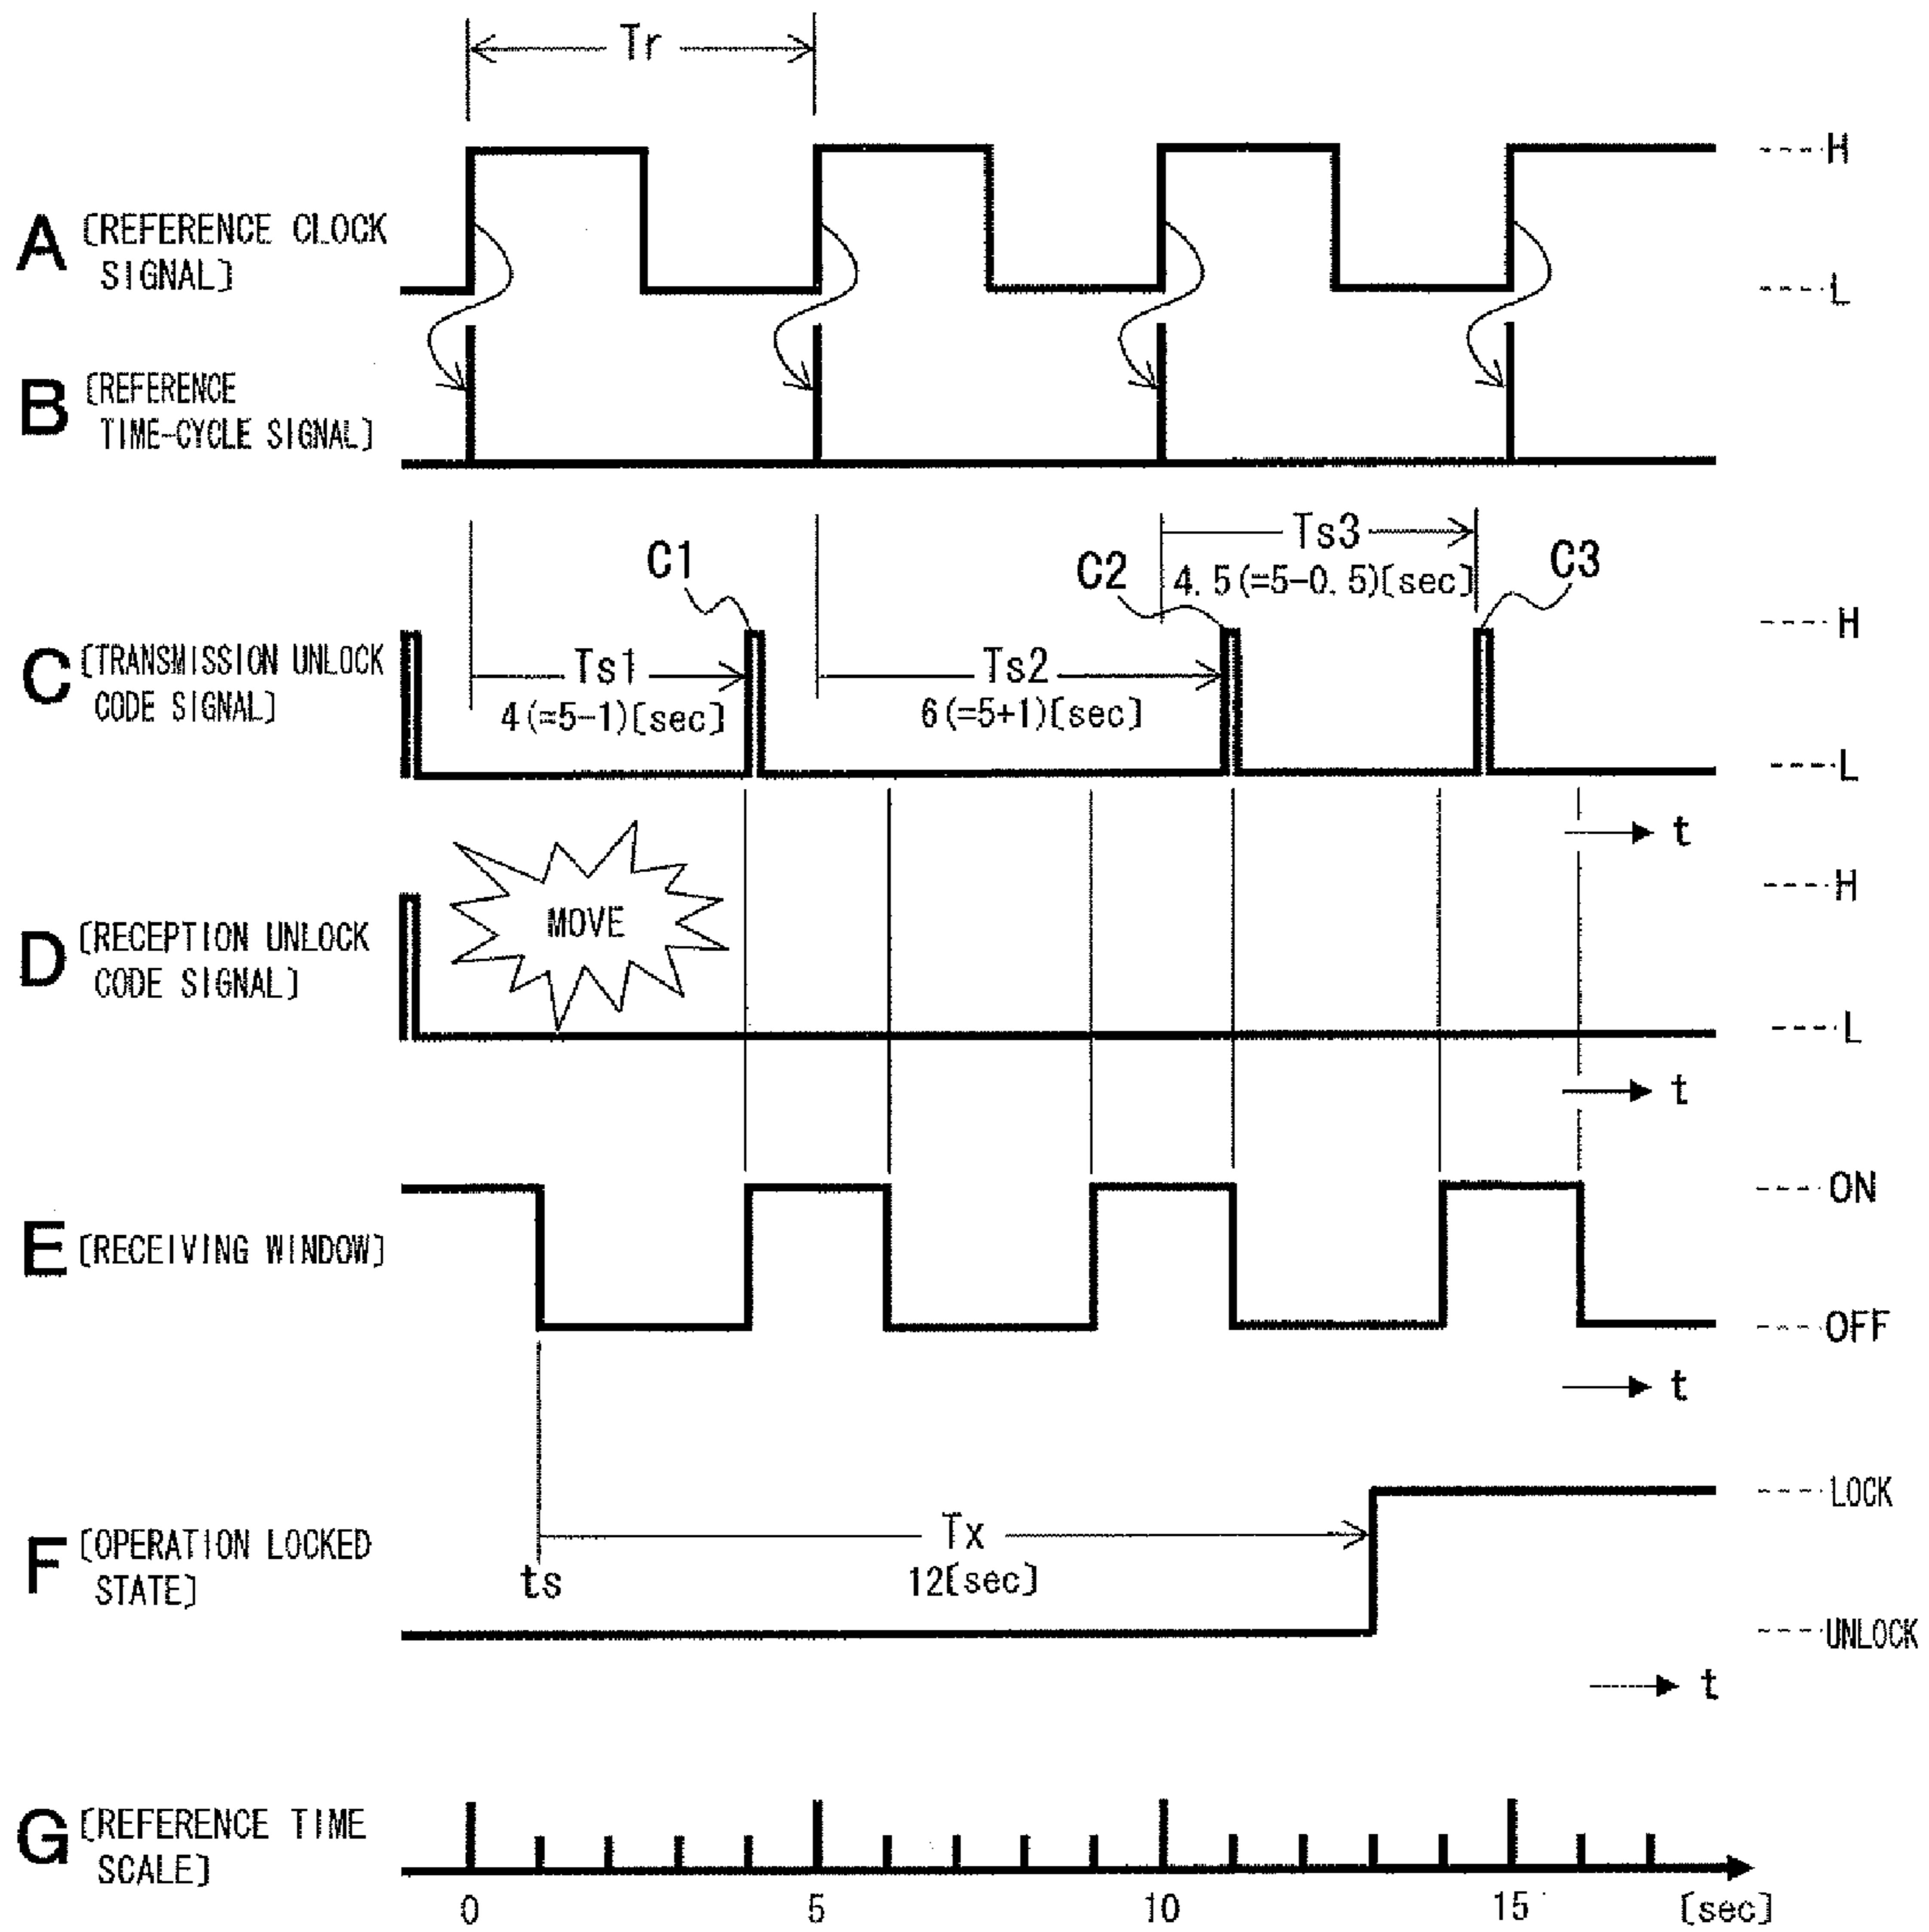 Tr
H
A [REFERENCE CLOCK
SIGNAL]
L
B [REFERENCE
TIME-CYCLE SIGNAL]
Ts3
C1
C2
4.5(=5-0.5)[sec]
C3
H
C [TRANSMISSION UNLOCK
CODE SIGNAL]
Ts1
4(=5-1)[sec]
Ts2
6(=5+1)[sec]
L
t
H
MOVE
D [RECEPTION UNLOCK
CODE SIGNAL]
L
t
ON
E [RECEIVING WINDOW]
OFF
t
LOCK
F [OPERATION LOCKED
STATE]
Tx
12[sec]
ts
UNLOCK
t
G [REFERENCE TIME
SCALE]
0 5 10 15 [sec]